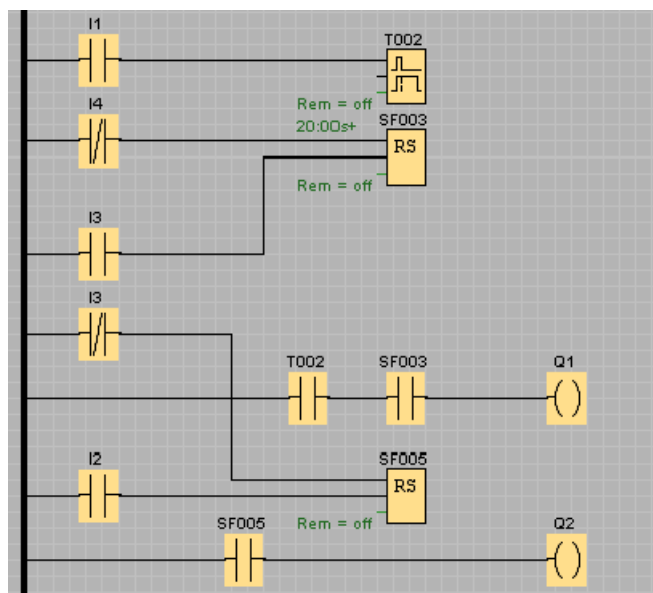 I1
T002
Rem = off
I4
20:00s+
SF003
RS
Rem = off
I3
I3
T002 SF003 Q1
I2
SF005
RS
SF005 Rem = off Q2